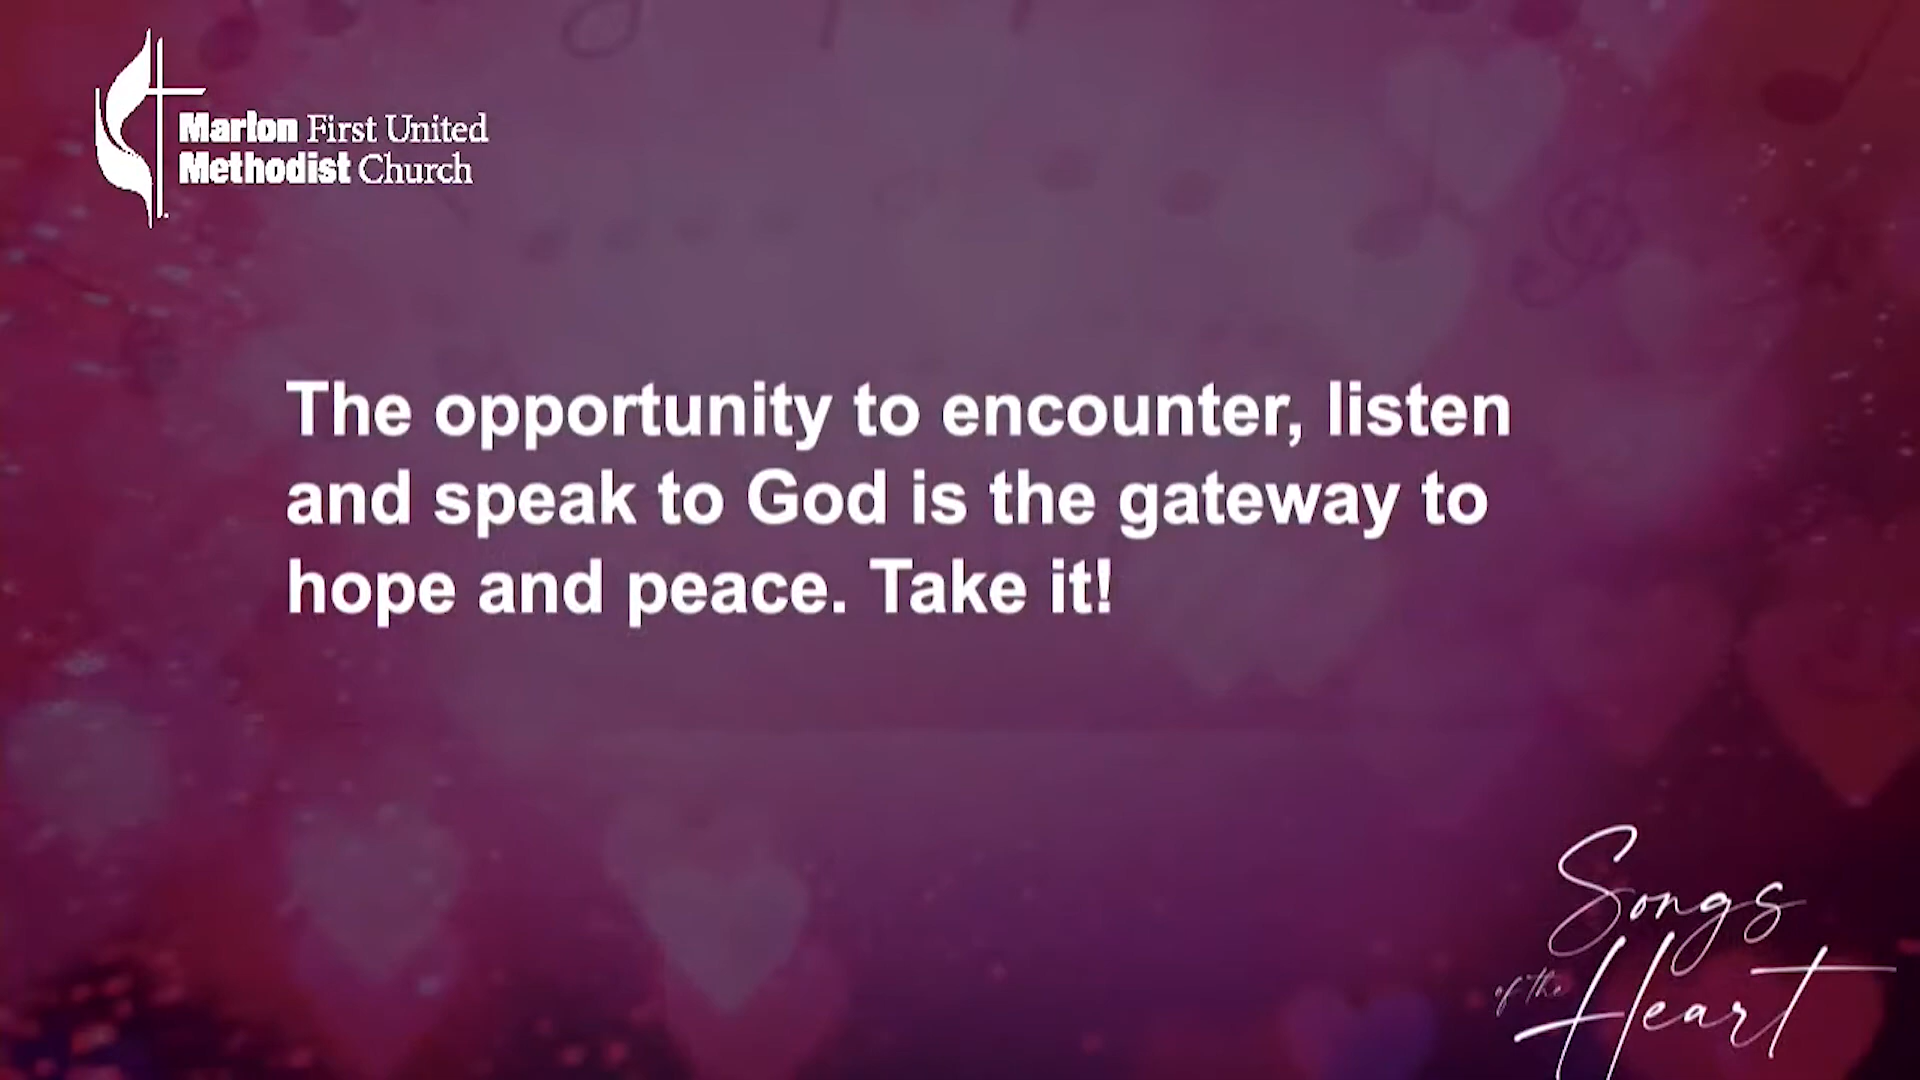 Marion First United
Methodist Church
The opportunity to encounter, listen
and speak to God is the gateway to
hope and peace. Take it!
Songs
of the
Heart